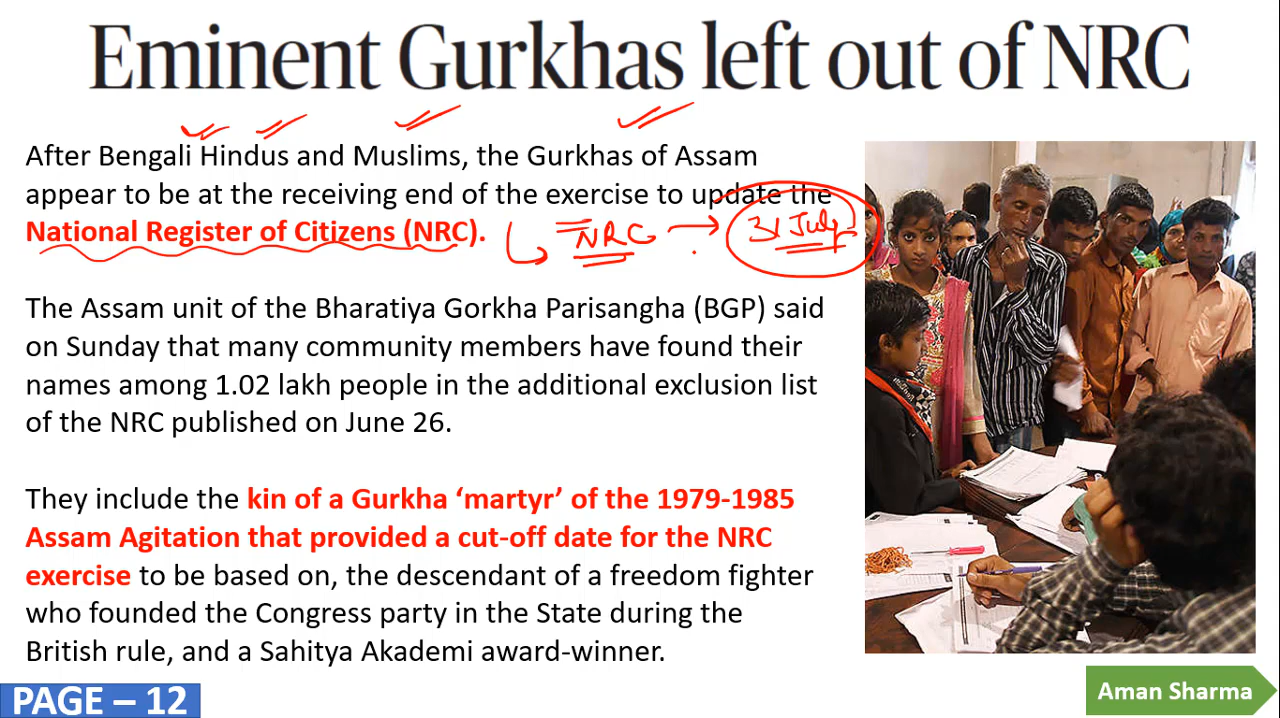 Eminent Gurkhas left out of NRC
After Bengali Hindus and Muslims, the Gurkhas of Assam
appear to be at the receiving end of the exercise to update the
National Register of Citizens (NRC).
NRC → 31 July
The Assam unit of the Bharatiya Gorkha Parisangha (BGP) said
on Sunday that many community members have found their
names among 1.02 lakh people in the additional exclusion list
of the NRC published on June 26.
They include the kin of a Gurkha ‘martyr’ of the 1979-1985
Assam Agitation that provided a cut-off date for the NRC
exercise to be based on, the descendant of a freedom fighter
who founded the Congress party in the State during the
British rule, and a Sahitya Akademi award-winner.
PAGE – 12
Aman Sharma